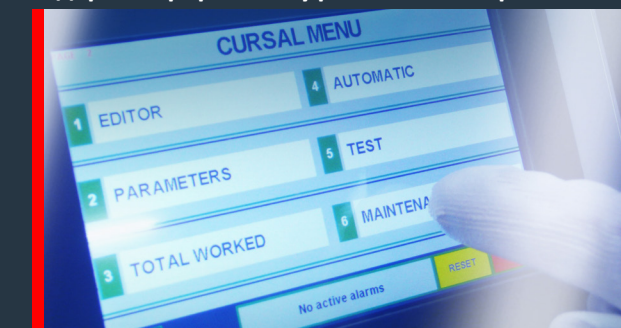 CURSAL MENU
1 EDITOR
2 PARAMETERS
3 TOTAL WORKED
4 AUTOMATIC
5 TEST
6 MAINTENA
No active alarms
RESET